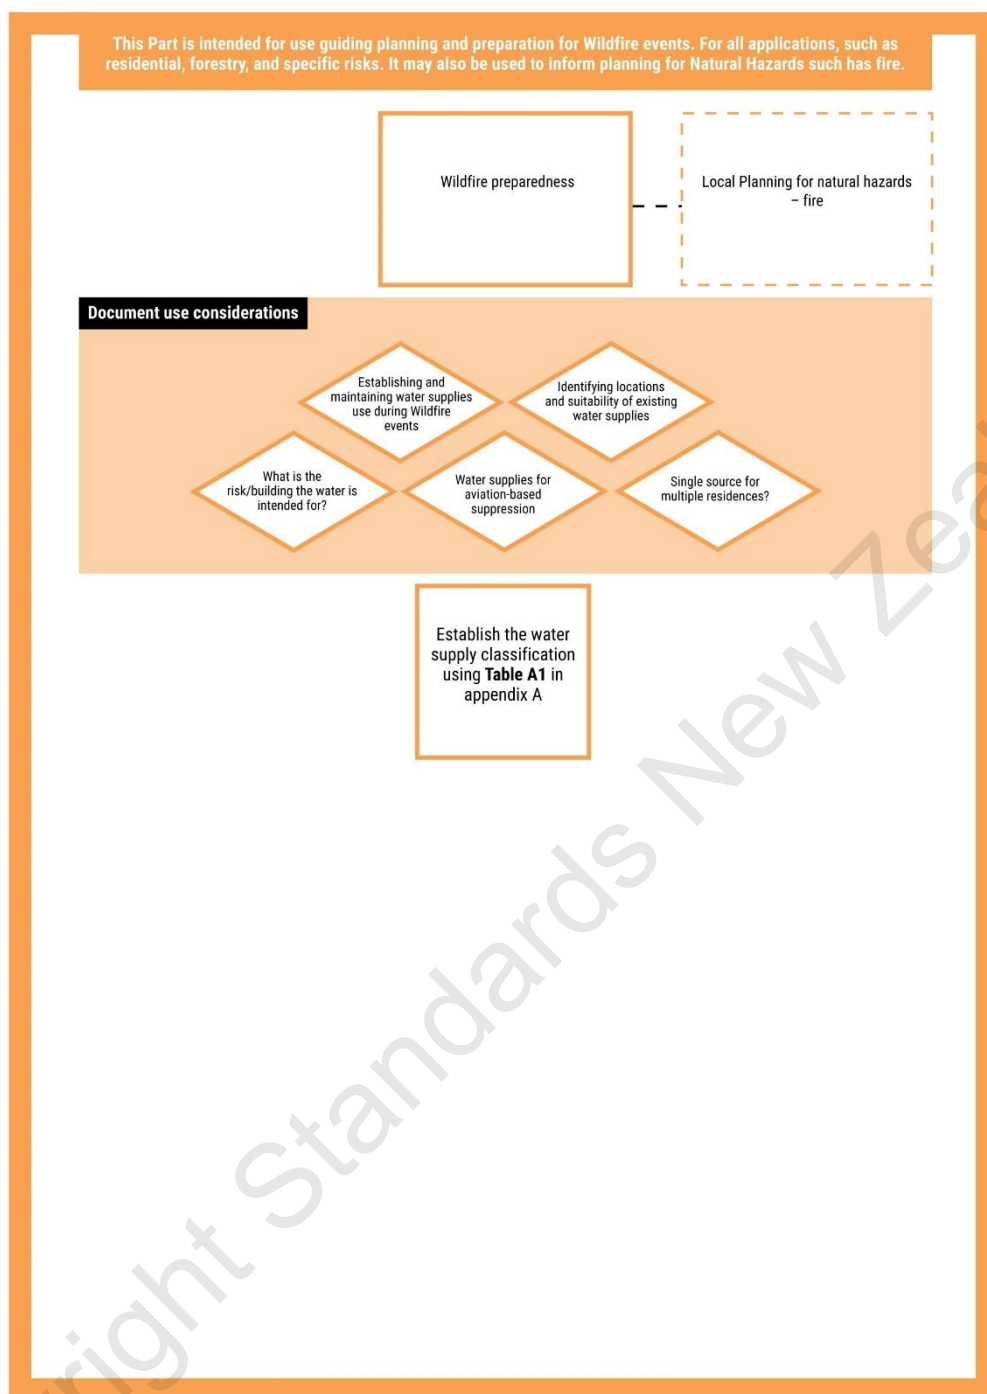 This Part is intended for use guiding planning and preparation for Wildfire events. For all applications, such as
residential, forestry, and specific risks. It may also be used to inform planning for Natural Hazards such has fire.
Wildfire preparedness
Local Planning for natural hazards
– fire
Document use considerations
Establishing and
maintaining water supplies
use during Wildfire
events
Identifying locations
and suitability of existing
water supplies
What is the
risk/building the water is
intended for?
Water supplies for
aviation-based
suppression
Single source for
multiple residences?
Establish the water
supply classification
using Table A1 in
appendix A
right Standards New Zea